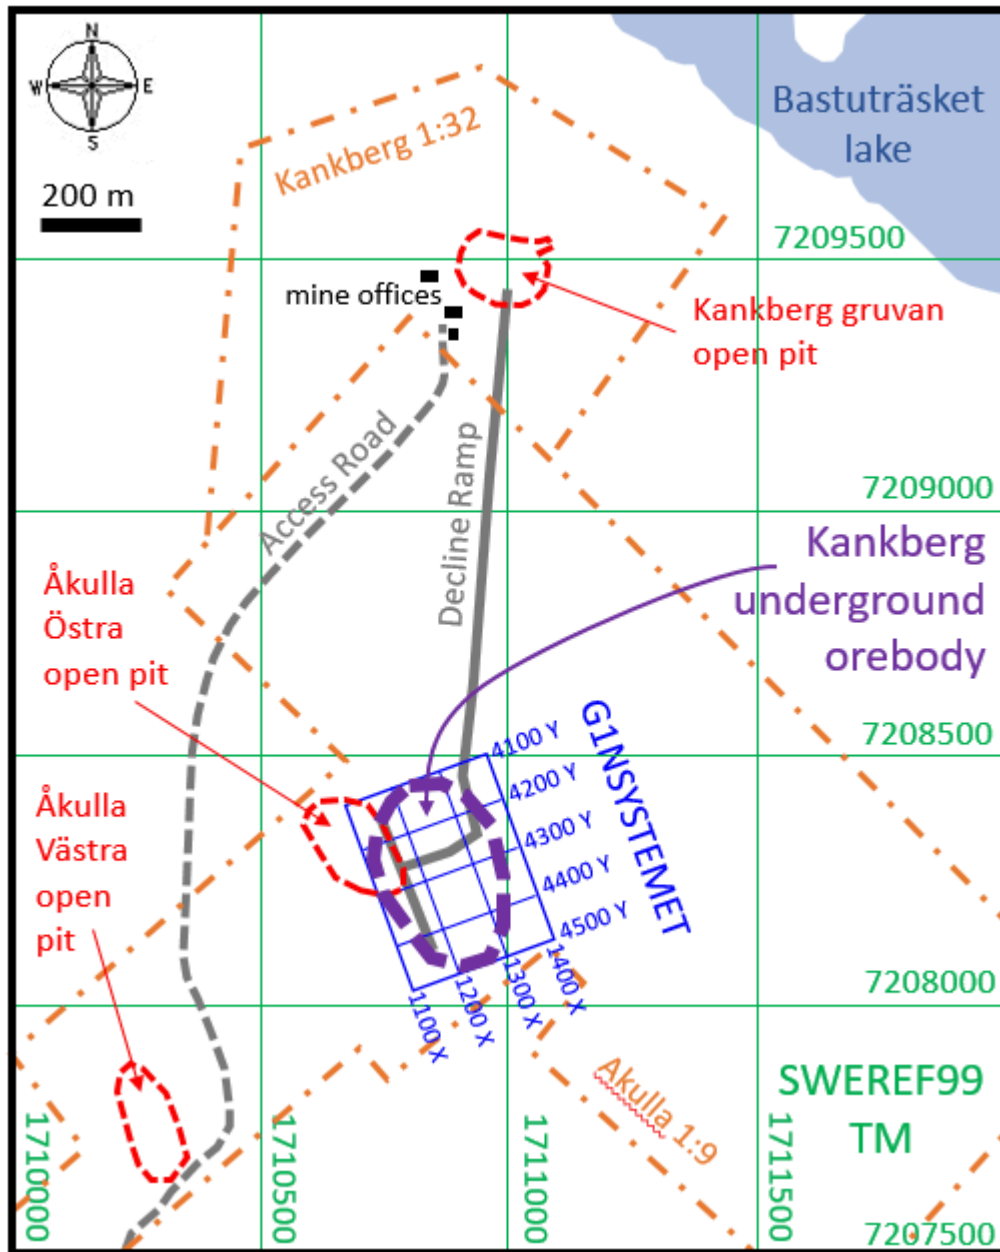 N
W
E
S
200 m
Kankberg 1:32
Bastuträsket
lake
7209500
mine offices
Kankberg gruvan
open pit
Access Road
Decline Ramp
7209000
Kankberg
underground
orebody
Åkulla
Östra
open pit
7208500
G1NSYSTEMET
4100 Y
4200 Y
4300 Y
4400 Y
4500 Y
Åkulla
Västra
open
pit
1100 X
1200 X
1300 X
1400 X
7208000
Akulla 1:9
SWEREF99
TM
1710000
1710500
1711000
1711500
7207500